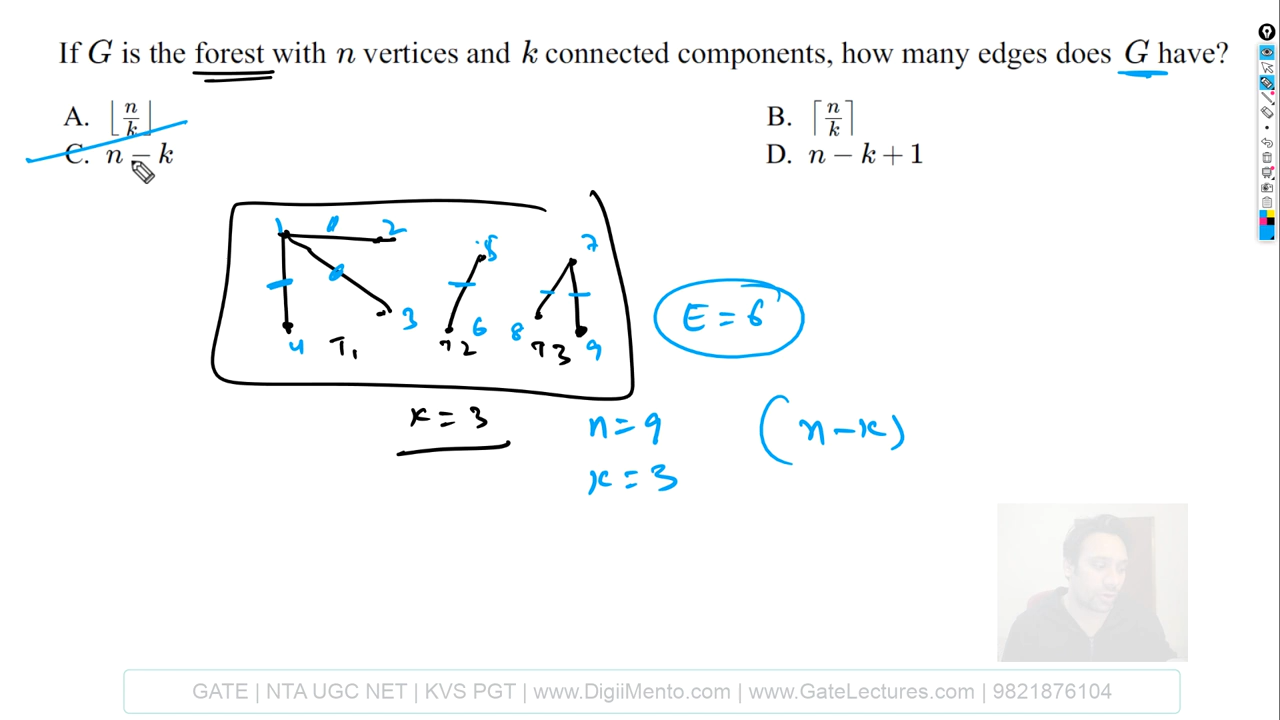 If G is the forest with n vertices and k connected components, how many edges does G have?
A. ⌊n/k⌋
B. ⌈n/k⌉
C. n − k
D. n − k + 1
1 2
5
7
3
6
8
9
4
T1
T2
T3
E = 6
k = 3
n = 9
(n − k)
k = 3
GATE | NTA UGC NET | KVS PGT | www.DigiiMento.com | www.GateLectures.com | 9821876104